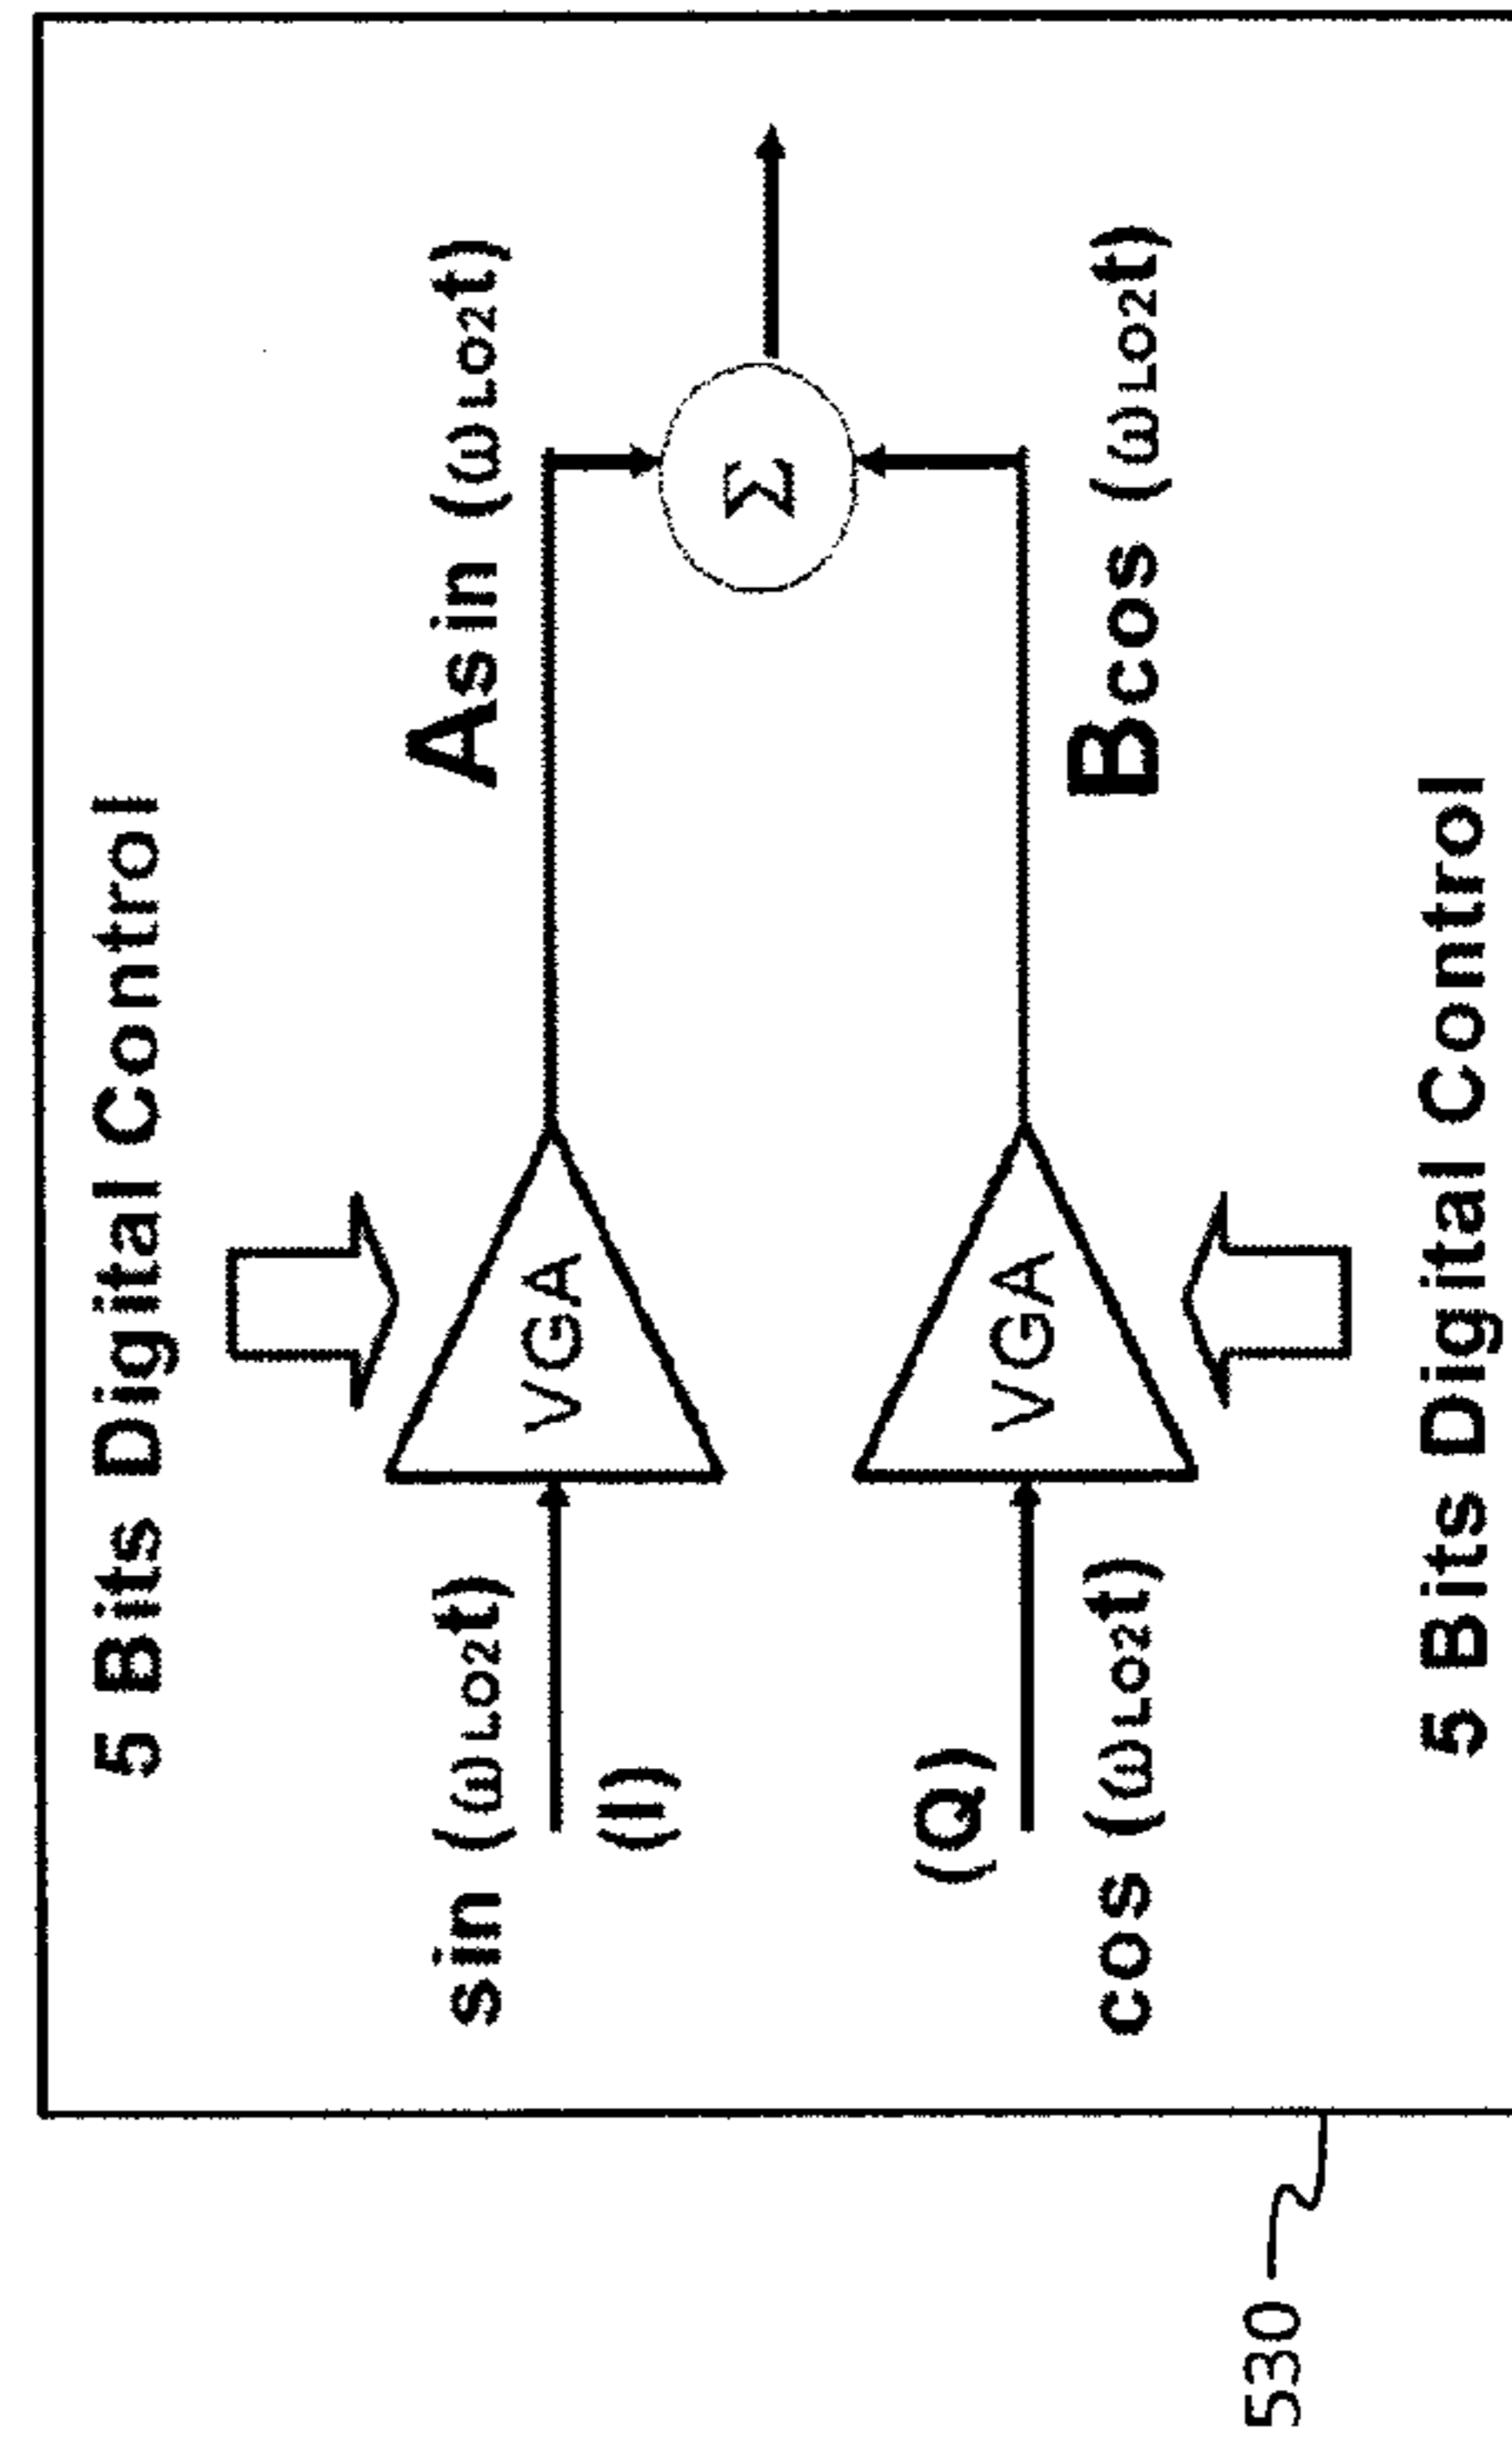 5 Bits Digital Control
sin (ωLO2t)
Asin (ωLO2t)
(I)
VGA
Σ
(Q)
VGA
cos (ωLO2t)
Bcos (ωLO2t)
5 Bits Digital Control
530